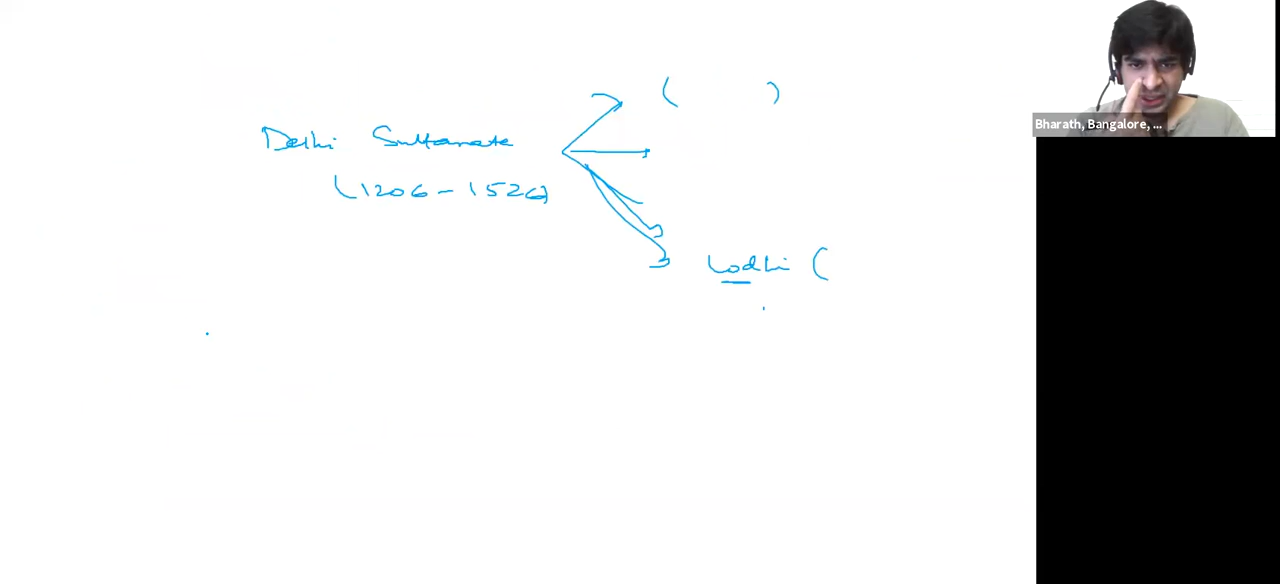 ( )
Delhi Sultanate
(1206 - 1526)
Lodhi (
Bharath, Bangalore, ...